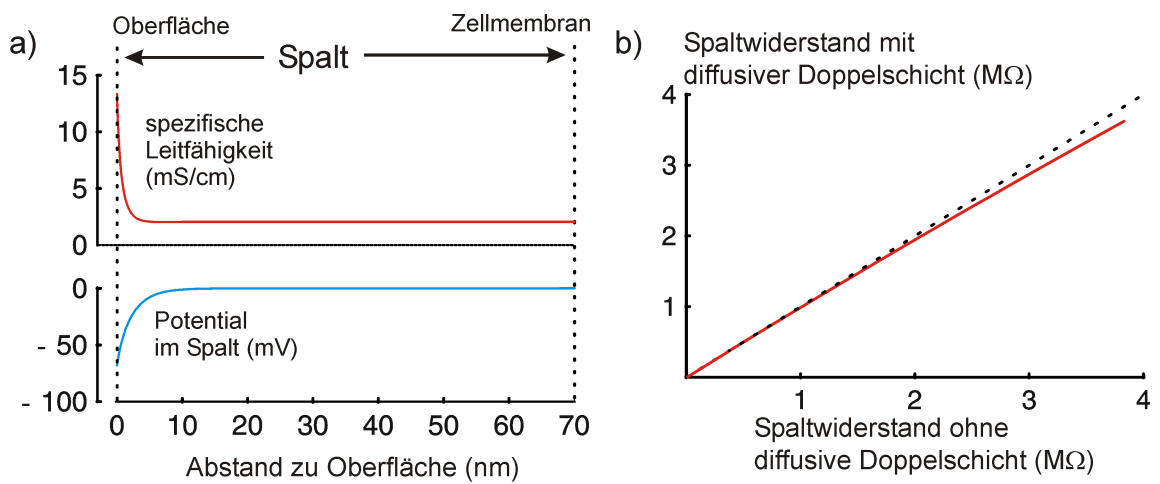 a)
Oberfläche
Zellmembran
Spalt
15
10
5
0
spezifische
Leitfähigkeit
(mS/cm)
0
- 50
- 100
Potential
im Spalt (mV)
0 10 20 30 40 50 60 70
Abstand zu Oberfläche (nm)
b)
Spaltwiderstand mit
diffusiver Doppelschicht (MΩ)
4
3
2
1
1 2 3 4
Spaltwiderstand ohne
diffusive Doppelschicht (MΩ)